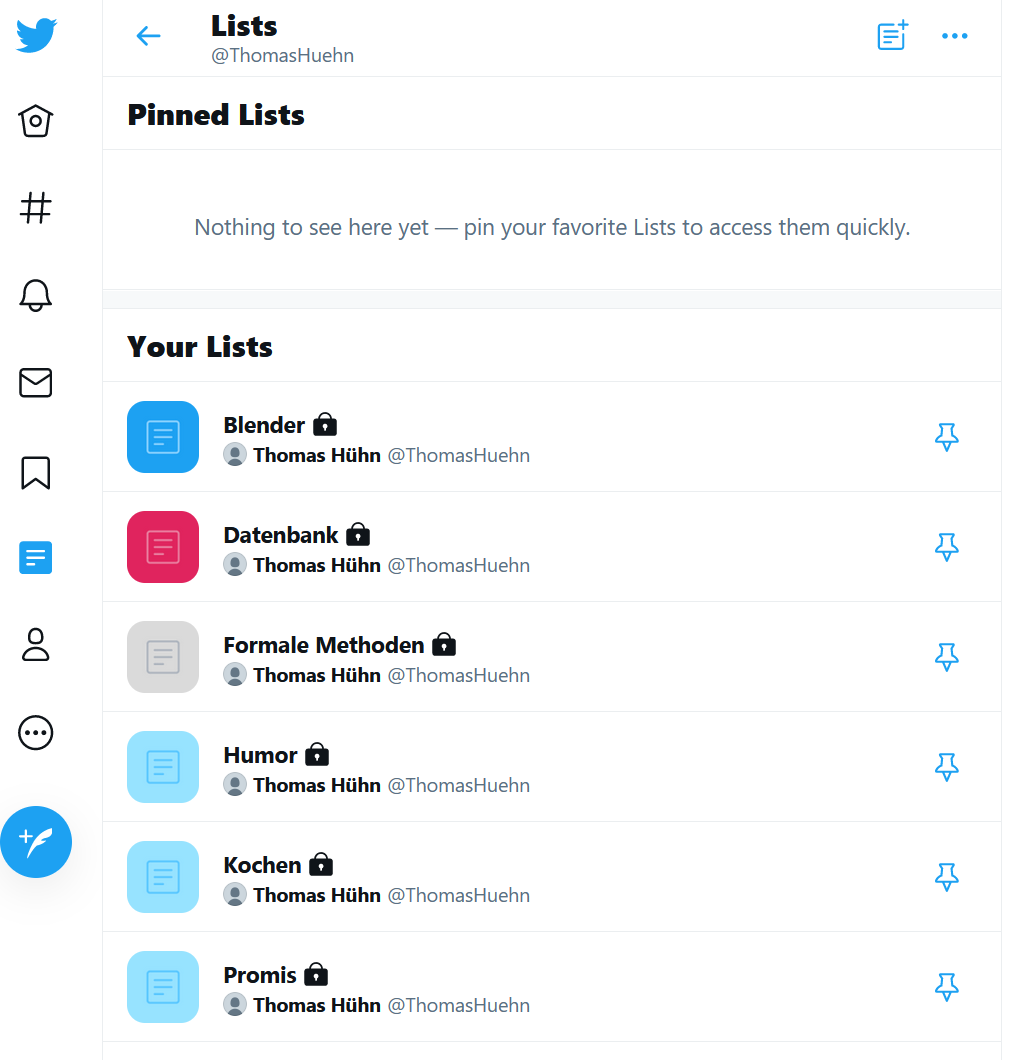 Lists
@ThomasHuehn
Pinned Lists
Nothing to see here yet — pin your favorite Lists to access them quickly.
Your Lists
Blender
Thomas Hühn @ThomasHuehn
Datenbank
Thomas Hühn @ThomasHuehn
Formale Methoden
Thomas Hühn @ThomasHuehn
Humor
Thomas Hühn @ThomasHuehn
Kochen
Thomas Hühn @ThomasHuehn
Promis
Thomas Hühn @ThomasHuehn